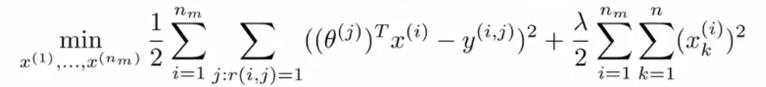 $$\min_{x^{(1)},\ldots,x^{(n_m)}} \frac{1}{2} \sum_{i=1}^{n_m} \sum_{j:r(i,j)=1} ((\theta^{(j)})^T x^{(i)} - y^{(i,j)})^2 + \frac{\lambda}{2} \sum_{i=1}^{n_m} \sum_{k=1}^{n} (x_k^{(i)})^2$$